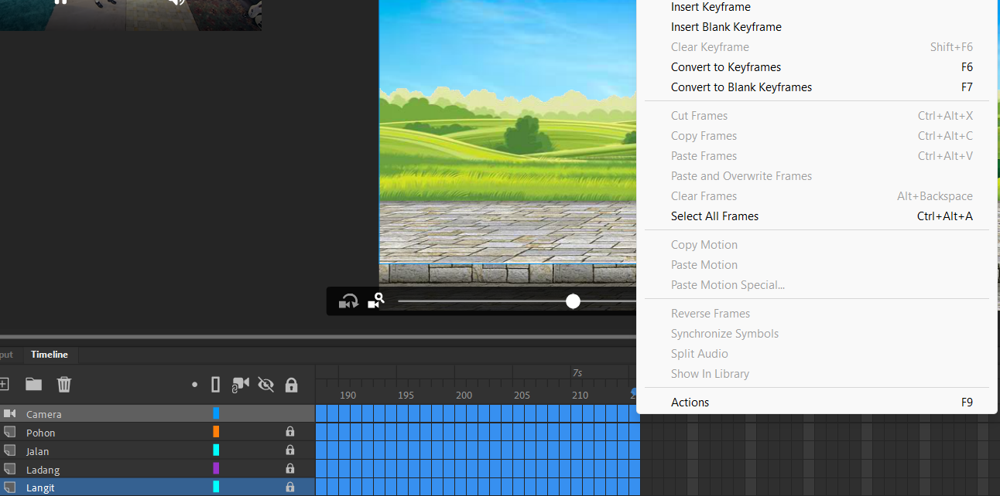 Insert Keyframe
Insert Blank Keyframe
Clear Keyframe Shift+F6
Convert to Keyframes F6
Convert to Blank Keyframes F7
Cut Frames Ctrl+Alt+X
Copy Frames Ctrl+Alt+C
Paste Frames Ctrl+Alt+V
Paste and Overwrite Frames
Clear Frames Alt+Backspace
Select All Frames Ctrl+Alt+A
Copy Motion
Paste Motion
Paste Motion Special...
Reverse Frames
Synchronize Symbols
Split Audio
Show In Library
Actions F9
Timeline
7s
190 195 200 205 210
Camera
Pohon
Jalan
Ladang
Langit